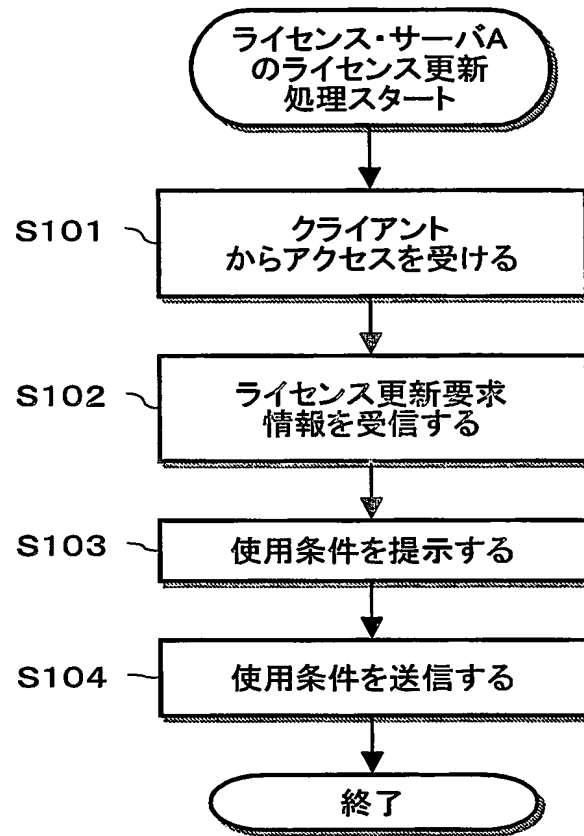 ライセンス・サーバA
のライセンス更新
処理スタート
S101
クライアント
からアクセスを受ける
S102
ライセンス更新要求
情報を受信する
S103
使用条件を提示する
S104
使用条件を送信する
終了